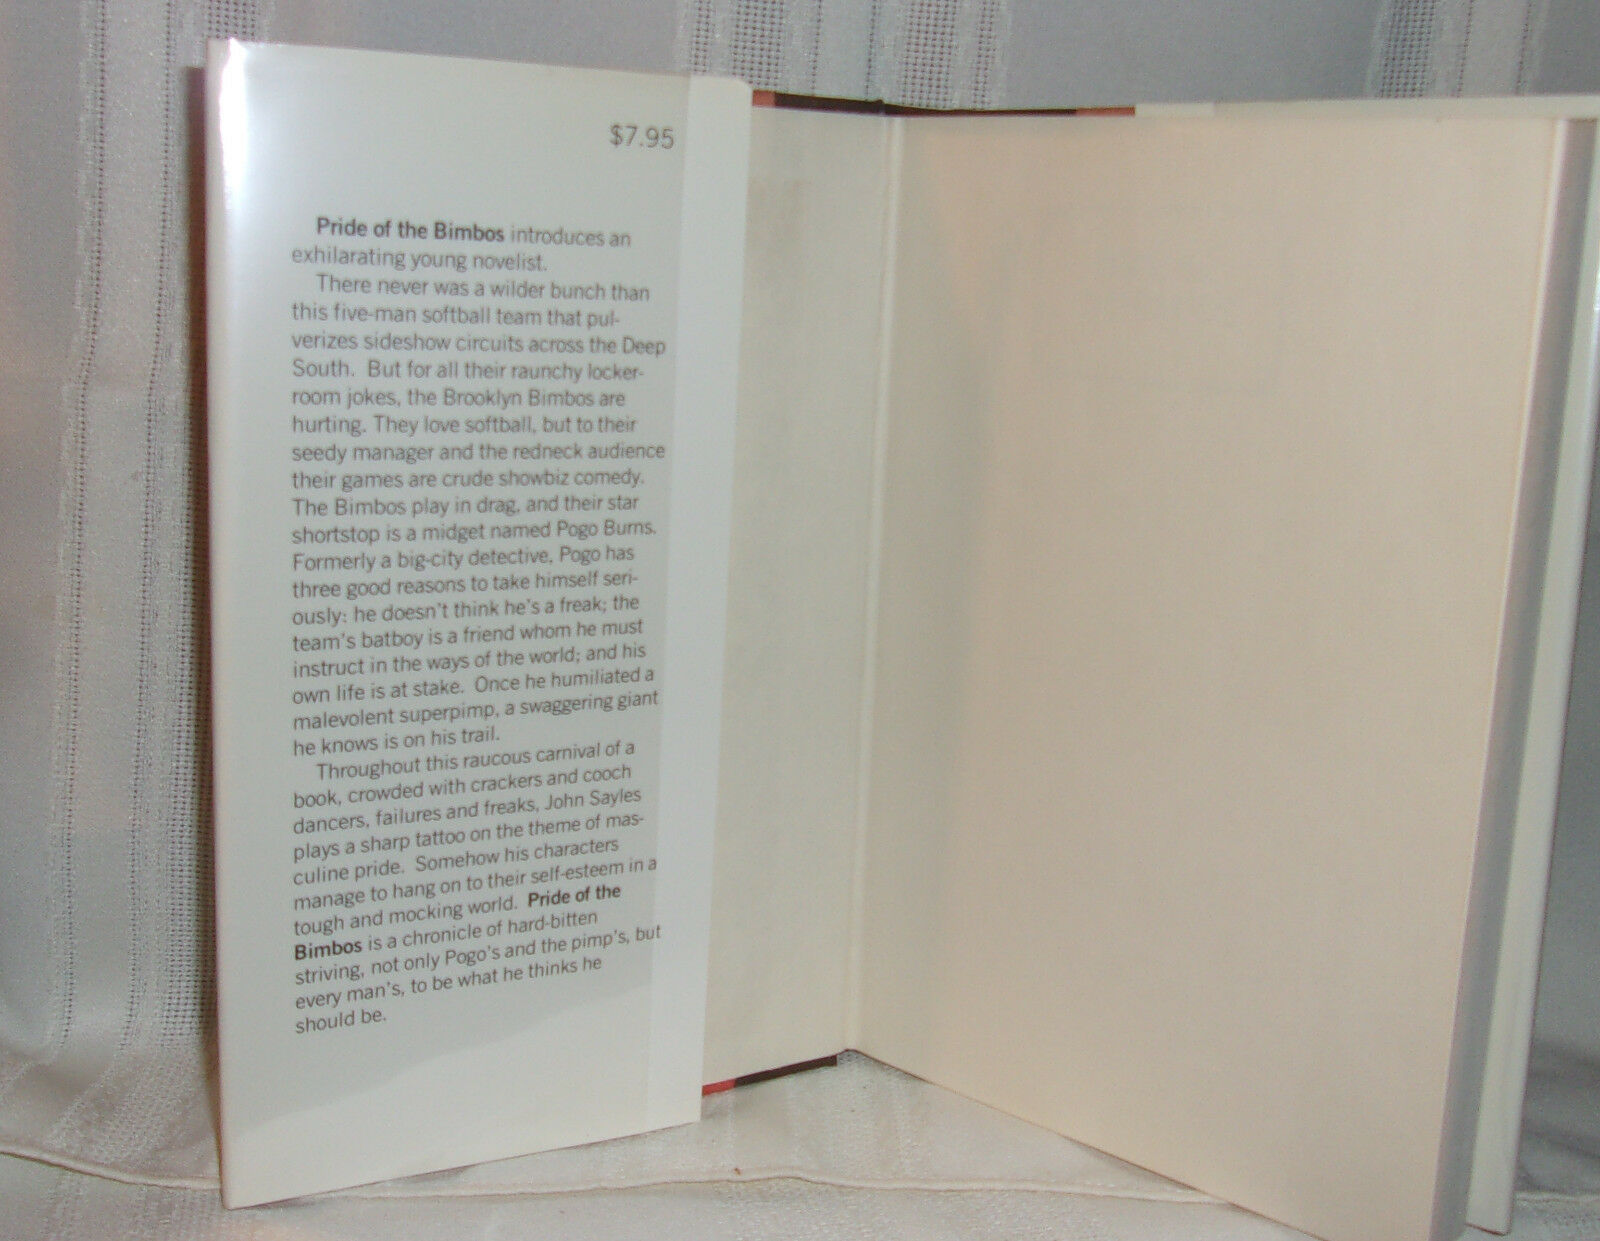 $7.95
Pride of the Bimbos introduces an
exhilarating young novelist.
There never was a wilder bunch than
this five-man softball team that pul-
verizes sideshow circuits across the Deep
South. But for all their raunchy locker-
room jokes, the Brooklyn Bimbos are
hurting. They love softball, but to their
seedy manager and the redneck audience
their games are crude showbiz comedy.
The Bimbos play in drag, and their star
shortstop is a midget named Pogo Burns.
Formerly a big-city detective, Pogo has
three good reasons to take himself seri-
ously: he doesn't think he's a freak; the
team's batboy is a friend whom he must
instruct in the ways of the world; and his
own life is at stake. Once he humiliated a
malevolent superpimp, a swaggering giant
he knows is on his trail.
Throughout this raucous carnival of a
book, crowded with crackers and cooch
dancers, failures and freaks, John Sayles
plays a sharp tattoo on the theme of mas-
culine pride. Somehow his characters
manage to hang on to their self-esteem in a
tough and mocking world. Pride of the
Bimbos is a chronicle of hard-bitten
striving, not only Pogo's and the pimp's, but
every man's, to be what he thinks he
should be.